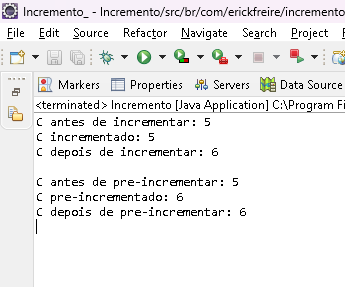 Incremento_ - Incremento/src/br/com/erickfreire/incremento
File Edit Source Refactor Navigate Search Project
Markers Properties Servers Data Source
<terminated> Incremento [Java Application] C:\Program Fi
C antes de incrementar: 5
C incrementado: 5
C depois de incrementar: 6
C antes de pre-incrementar: 5
C pre-incrementado: 6
C depois de pre-incrementar: 6